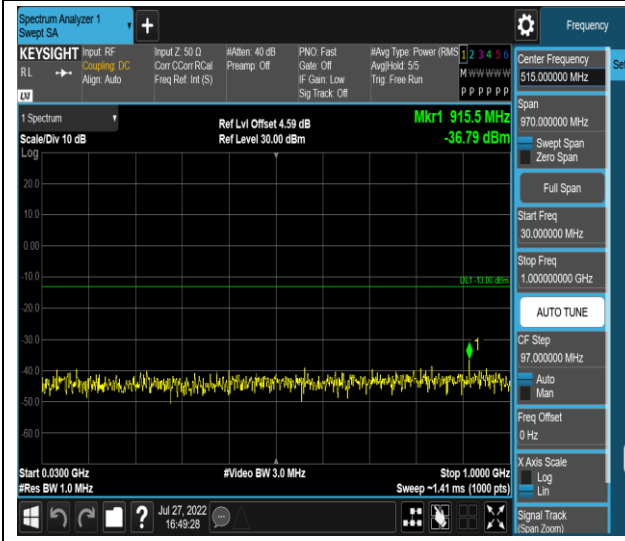 Spectrum Analyzer 1
Swept SA
Frequency
KEYSIGHT
RL
Input: RF
Coupling: DC
Align: Auto
Input Z: 50 Ω
Corr CCorr RCal
Freq Ref: Int (S)
#Atten: 40 dB
Preamp: Off
PNO: Fast
Gate: Off
IF Gain: Low
Sig Track: Off
#Avg Type: Power (RMS
Avg|Hold: 5/5
Trig: Free Run
1 2 3 4 5 6
M W W W W W
P P P P P P
LXI
1 Spectrum
Scale/Div 10 dB
Log
Ref Lvl Offset 4.59 dB
Ref Level 30.00 dBm
Mkr1 915.5 MHz
-36.79 dBm
20.0
10.0
0.00
-10.0
-20.0
-30.0
-40.0
-50.0
-60.0
DL1 -13.00 dBm
1
Start 0.0300 GHz
#Res BW 1.0 MHz
#Video BW 3.0 MHz
Stop 1.0000 GHz
Sweep ~1.41 ms (1000 pts)
Jul 27, 2022
16:49:28
Center Frequency
515.000000 MHz
Span
970.000000 MHz
Swept Span
Zero Span
Full Span
Start Freq
30.000000 MHz
Stop Freq
1.000000000 GHz
AUTO TUNE
CF Step
97.000000 MHz
Auto
Man
Freq Offset
0 Hz
X Axis Scale
Log
Lin
Signal Track
(Span Zoom)